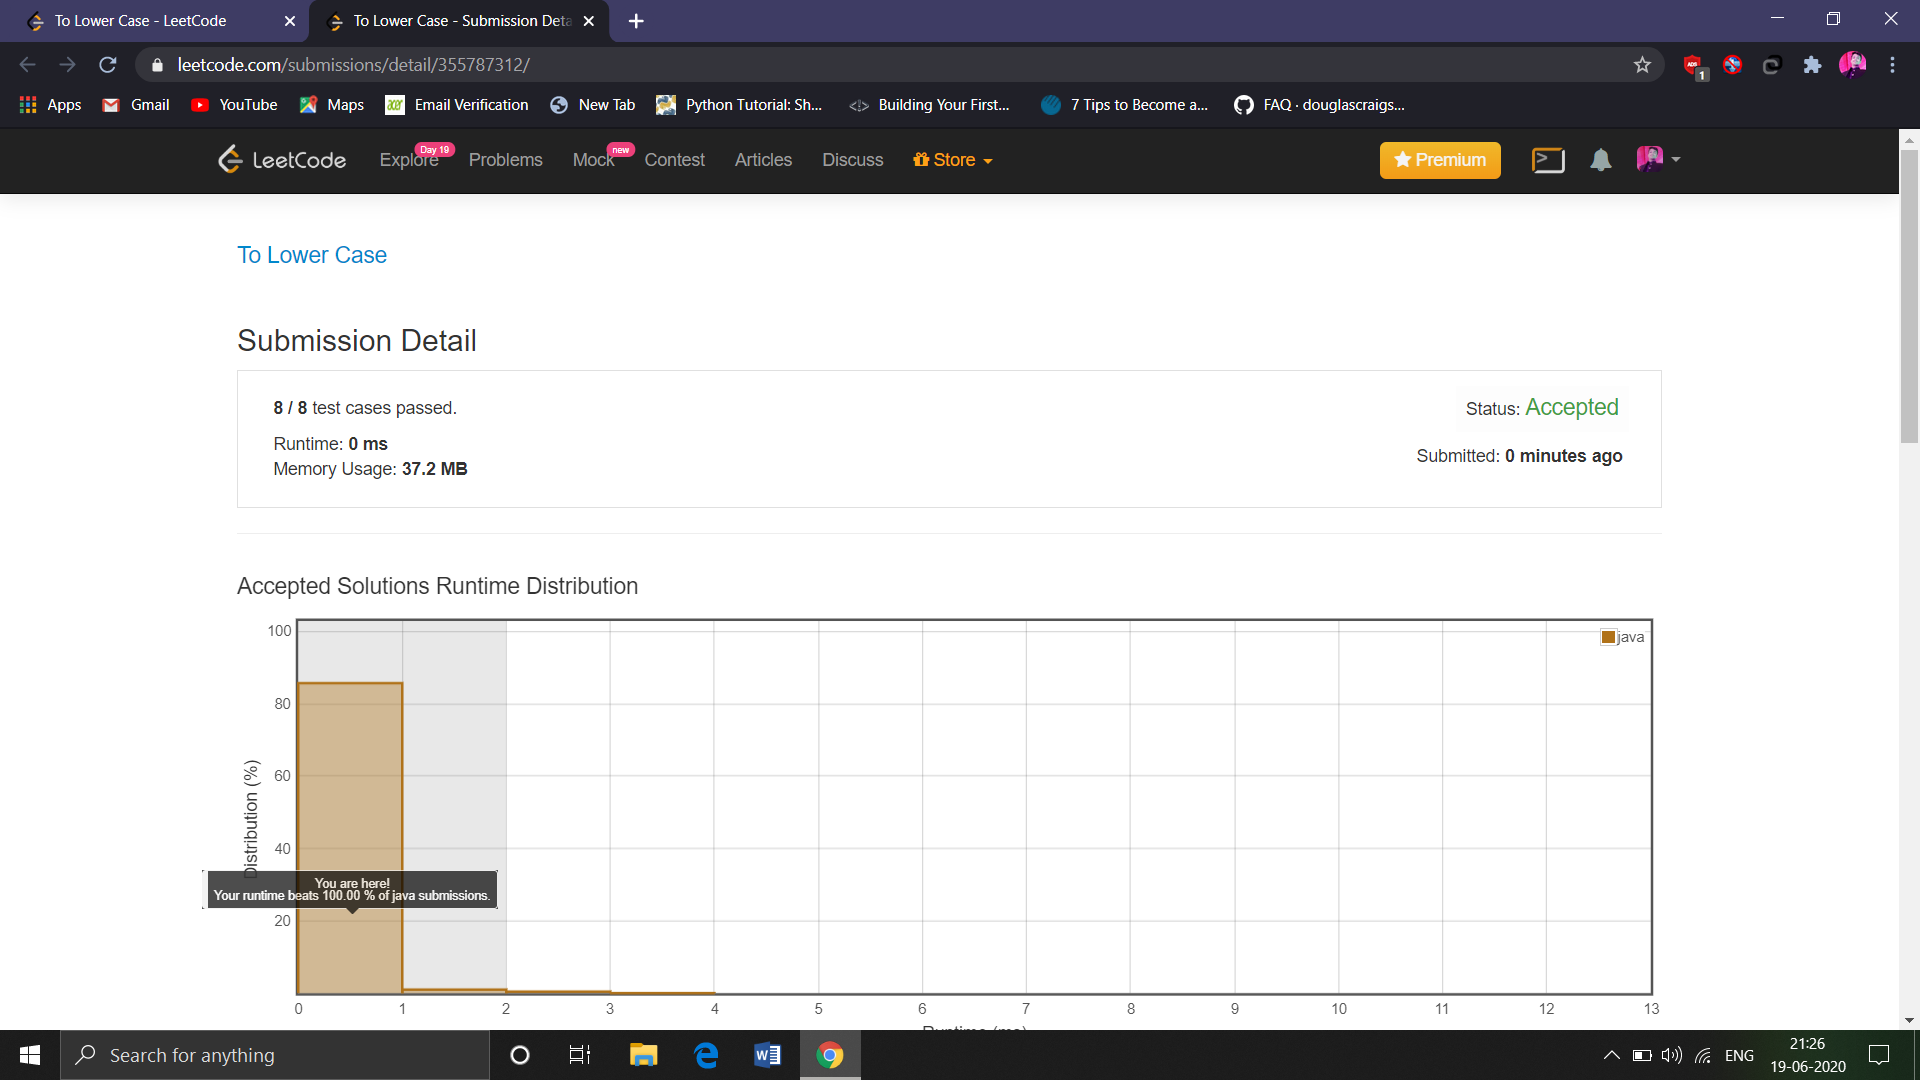 To Lower Case - LeetCode
To Lower Case - Submission Deta
leetcode.com/submissions/detail/355787312/
ADS
1
Apps
Gmail
YouTube
Maps
acer
Email Verification
New Tab
Python Tutorial: Sh...
Building Your First...
7 Tips to Become a...
FAQ · douglascraigs...
LeetCode
Explore
Day 19
Problems
Mock
new
Contest
Articles
Discuss
Store
Premium
To Lower Case
Submission Detail
8 / 8 test cases passed.
Status: Accepted
Runtime: 0 ms
Submitted: 0 minutes ago
Memory Usage: 37.2 MB
Accepted Solutions Runtime Distribution
100
80
60
40
20
Distribution (%)
java
You are here!
Your runtime beats 100.00 % of java submissions.
0 1 2 3 4 5 6 7 8 9 10 11 12 13
Runtime (ms)
Search for anything
ENG
21:26
19-06-2020